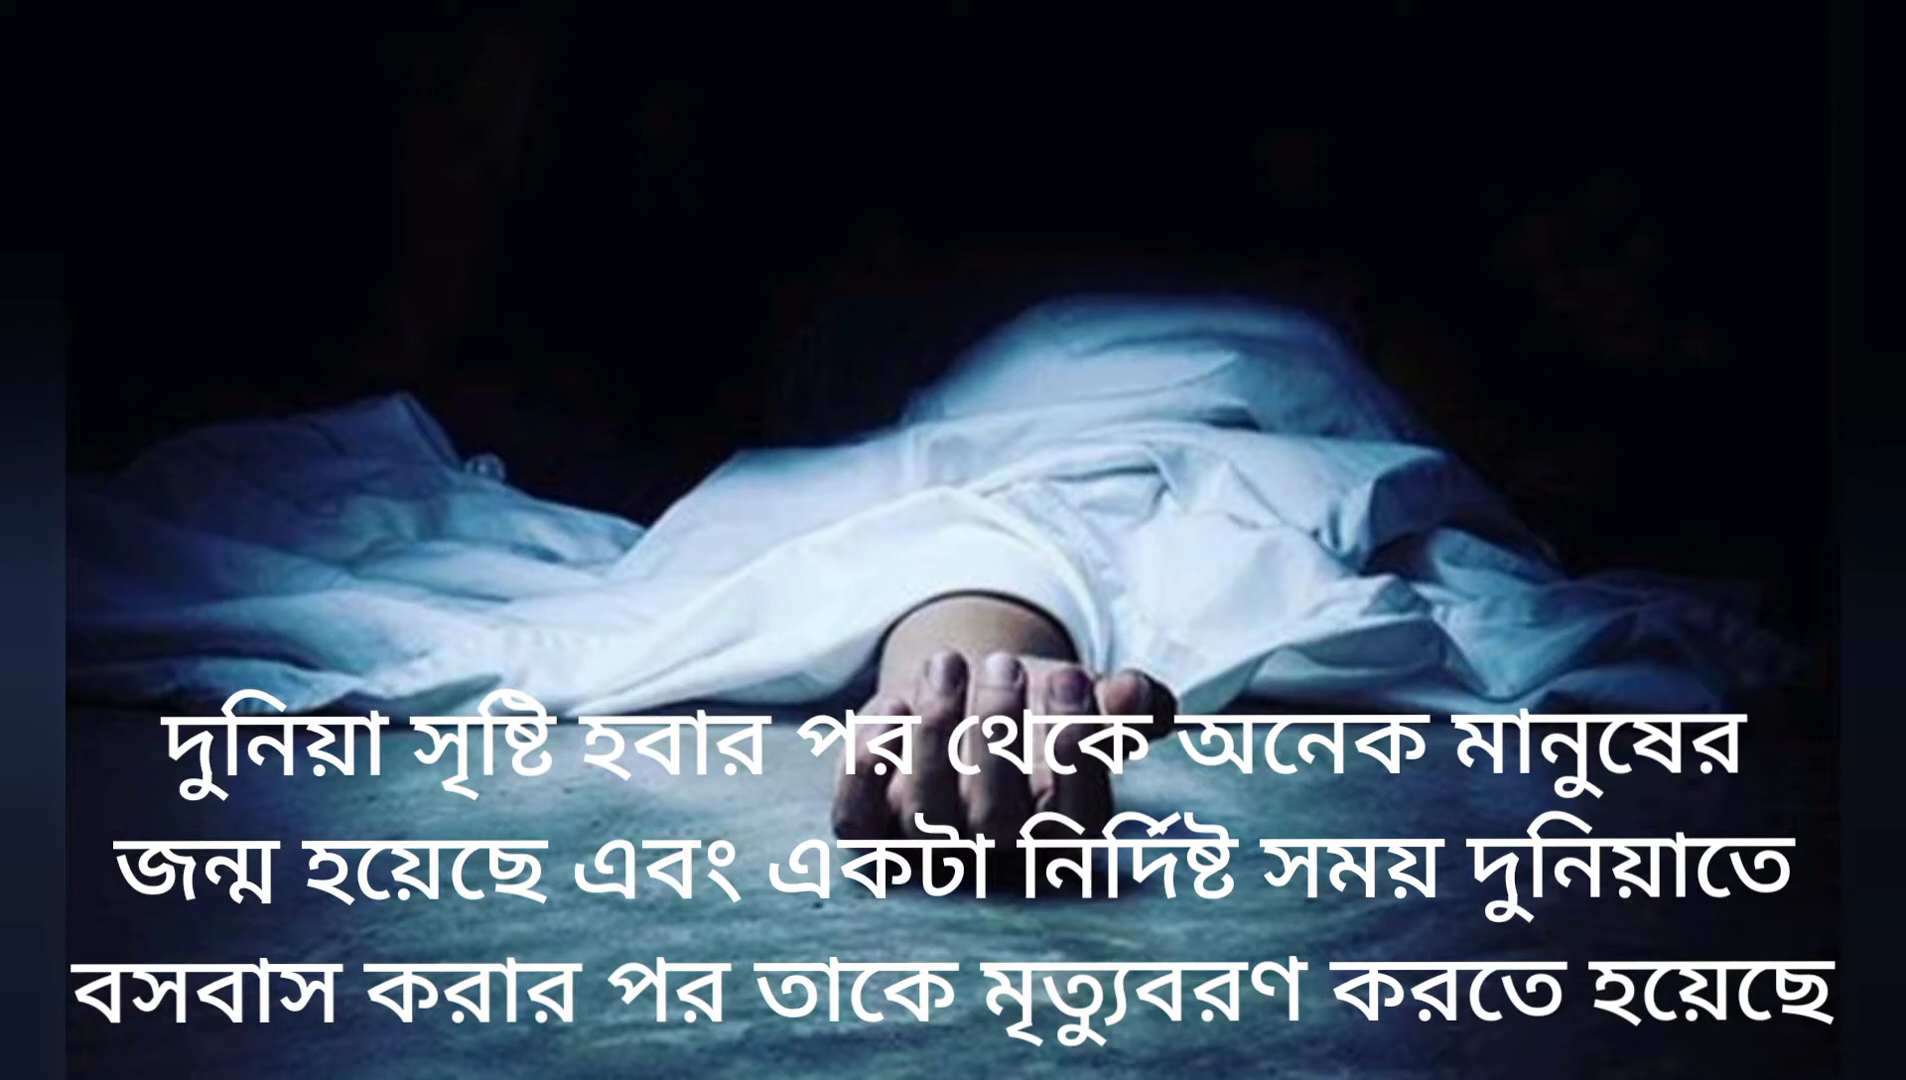 দুনিয়া সৃষ্টি হবার পর থেকে অনেক মানুষের
জন্ম হয়েছে এবং একটা নির্দিষ্ট সময় দুনিয়াতে
বসবাস করার পর তাকে মৃত্যুবরণ করতে হয়েছে